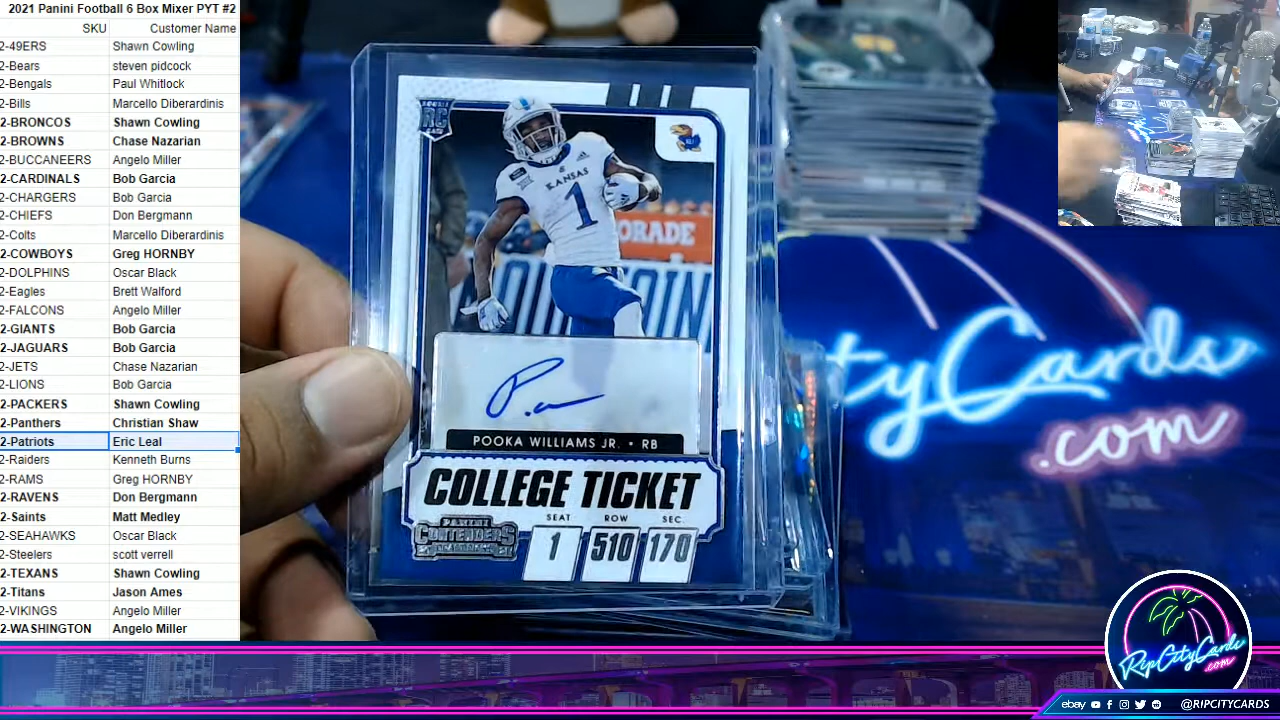 2021 Panini Football 6 Box Mixer PYT #2
SKU Customer Name
2-49ERS Shawn Cowling
2-Bears steven pidcock
2-Bengals Paul Whitlock
2-Bills Marcello Diberardinis
2-BRONCOS Shawn Cowling
2-BROWNS Chase Nazarian
2-BUCCANEERS Angelo Miller
2-CARDINALS Bob Garcia
2-CHARGERS Bob Garcia
2-CHIEFS Don Bergmann
2-Colts Marcello Diberardinis
2-COWBOYS Greg HORNBY
2-DOLPHINS Oscar Black
2-Eagles Brett Walford
2-FALCONS Angelo Miller
2-GIANTS Bob Garcia
2-JAGUARS Bob Garcia
2-JETS Chase Nazarian
2-LIONS Bob Garcia
2-PACKERS Shawn Cowling
2-Panthers Christian Shaw
2-Patriots Eric Leal
2-Raiders Kenneth Burns
2-RAMS Greg HORNBY
2-RAVENS Don Bergmann
2-Saints Matt Medley
2-SEAHAWKS Oscar Black
2-Steelers scott verrell
2-TEXANS Shawn Cowling
2-Titans Jason Ames
2-VIKINGS Angelo Miller
2-WASHINGTON Angelo Miller
RC
KANSAS
1
ORADE
POOKA WILLIAMS JR. • RB
COLLEGE TICKET
PANINI
CONTENDERS
SEAT ROW SEC.
1 510 170
tyCards
.com
RipCityCards
.com
ebay @RIPCITYCARDS